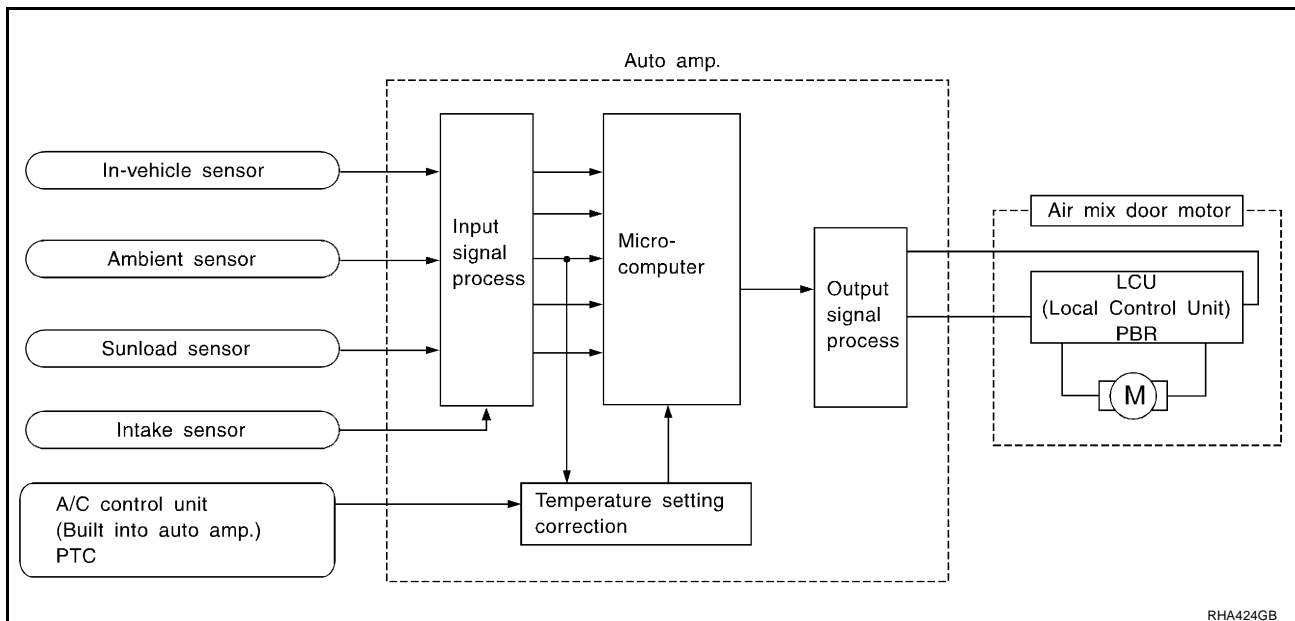 Auto amp.
In-vehicle sensor
Ambient sensor
Sunload sensor
Intake sensor
A/C control unit
(Built into auto amp.)
PTC
Input
signal
process
Micro-
computer
Temperature setting
correction
Output
signal
process
Air mix door motor
LCU
(Local Control Unit)
PBR
M
RHA424GB